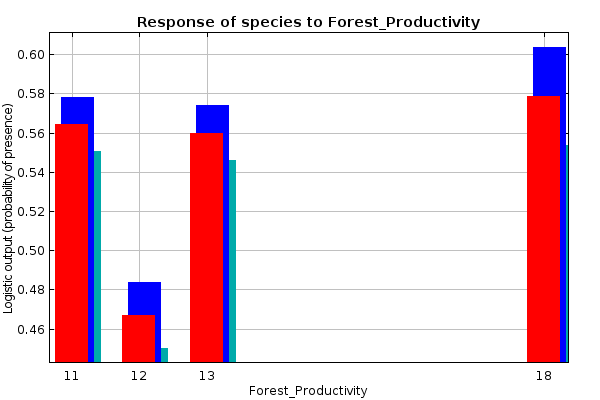 Response of species to Forest_Productivity
Logistic output (probability of presence)
0.60
0.58
0.56
0.54
0.52
0.50
0.48
0.46
11 12 13 18
Forest_Productivity